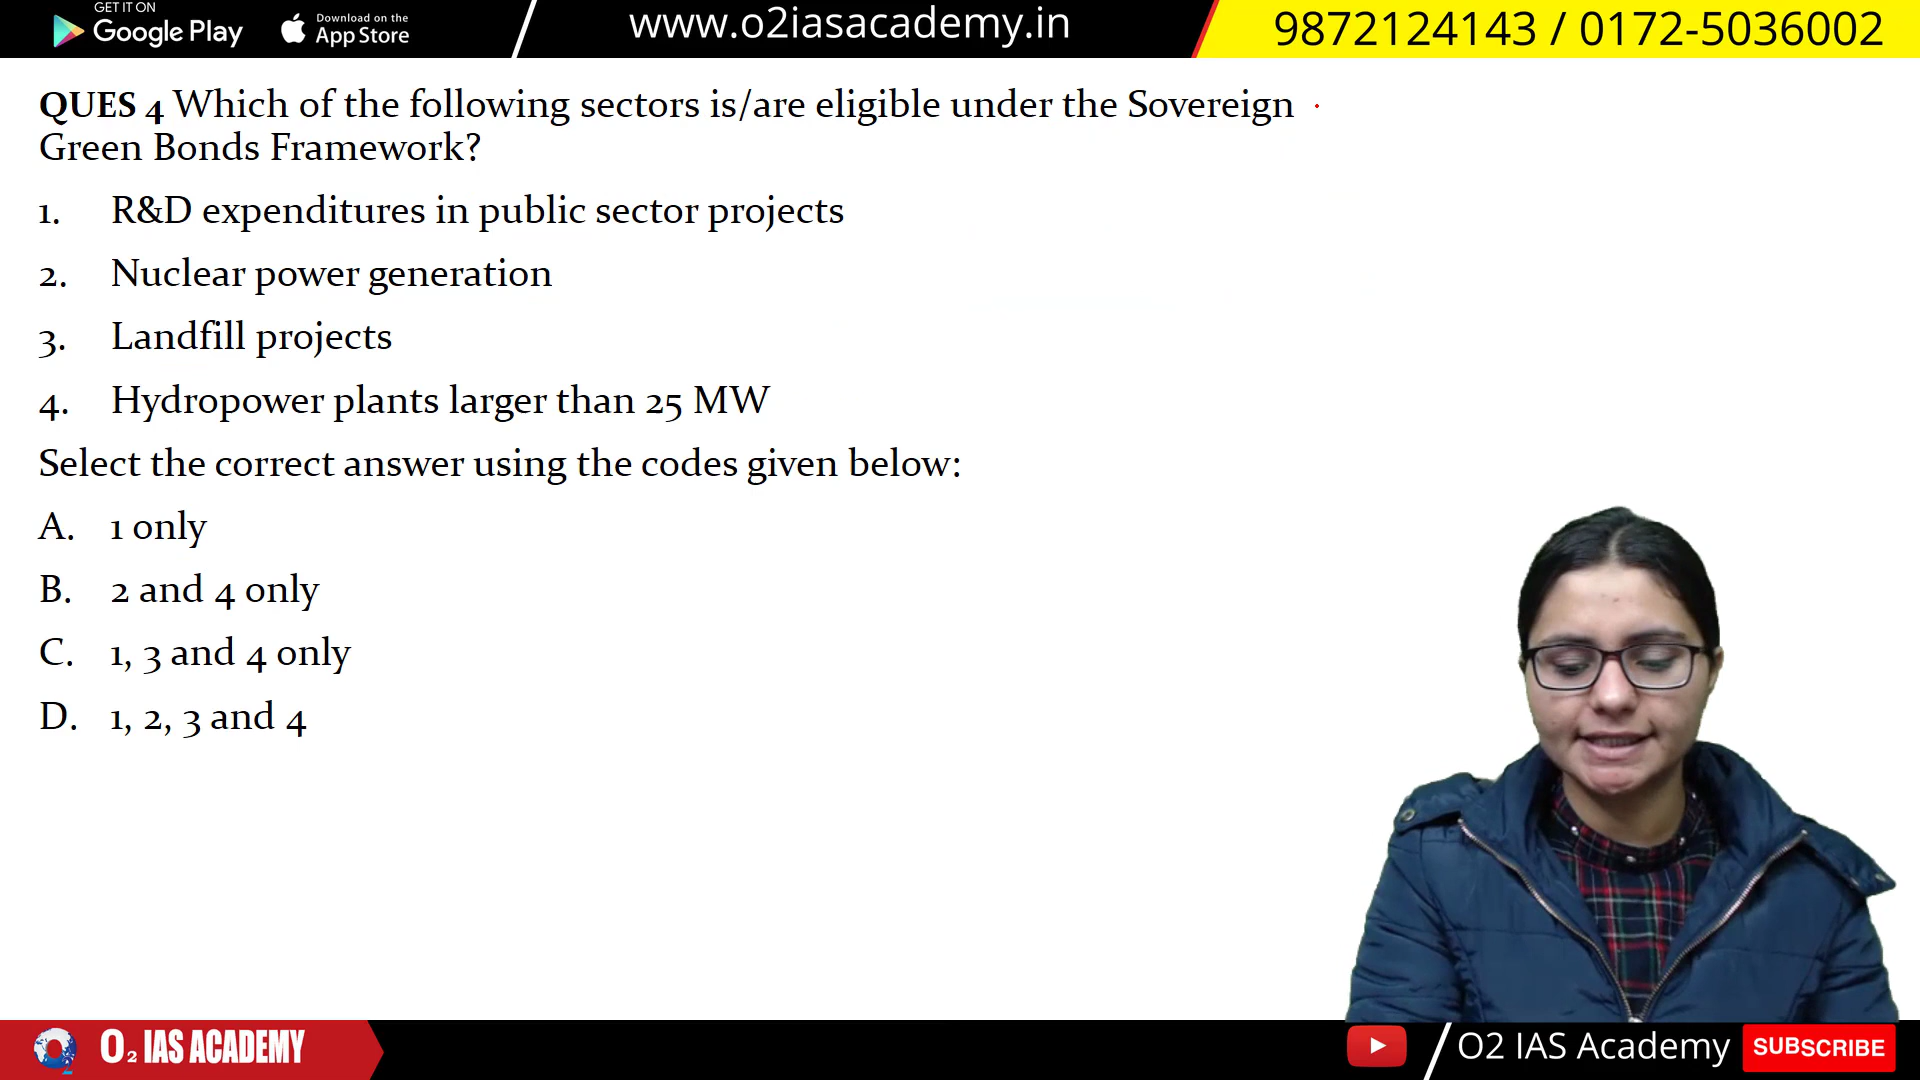 GET IT ON
Google Play
Download on the
App Store
www.o2iasacademy.in
9872124143 / 0172-5036002
QUES 4 Which of the following sectors is/are eligible under the Sovereign
Green Bonds Framework?
1. R&D expenditures in public sector projects
2. Nuclear power generation
3. Landfill projects
4. Hydropower plants larger than 25 MW
Select the correct answer using the codes given below:
A. 1 only
B. 2 and 4 only
C. 1, 3 and 4 only
D. 1, 2, 3 and 4
O2 IAS ACADEMY
O2 IAS Academy
SUBSCRIBE